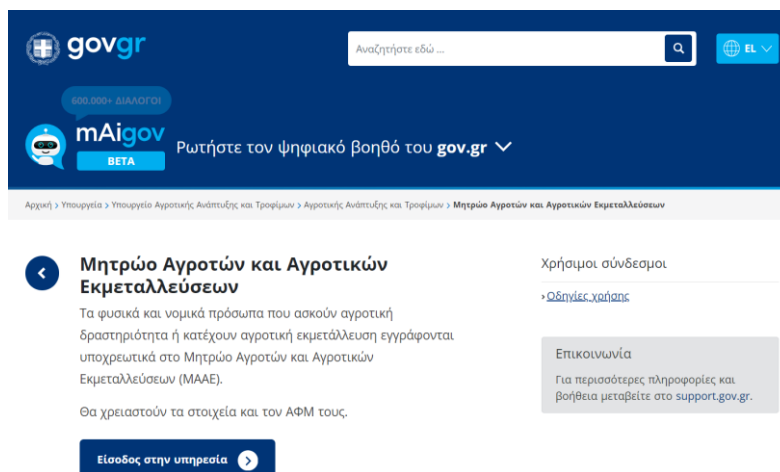 govgr
Αναζητήστε εδώ ...
EL
600.000+ ΔΙΑΛΟΓΟΙ
mAigov
BETA
Ρωτήστε τον ψηφιακό βοηθό του gov.gr
Αρχική › Υπουργεία › Υπουργείο Αγροτικής Ανάπτυξης και Τροφίμων › Αγροτικής Ανάπτυξης και Τροφίμων › Μητρώο Αγροτών και Αγροτικών Εκμεταλλεύσεων
Μητρώο Αγροτών και Αγροτικών
Εκμεταλλεύσεων
Τα φυσικά και νομικά πρόσωπα που ασκούν αγροτική
δραστηριότητα ή κατέχουν αγροτική εκμετάλλευση εγγράφονται
υποχρεωτικά στο Μητρώο Αγροτών και Αγροτικών
Εκμεταλλεύσεων (ΜΑΑΕ).
Θα χρειαστούν τα στοιχεία και τον ΑΦΜ τους.
Είσοδος στην υπηρεσία
Χρήσιμοι σύνδεσμοι
› Οδηγίες χρήσης
Επικοινωνία
Για περισσότερες πληροφορίες και
βοήθεια μεταβείτε στο support.gov.gr.